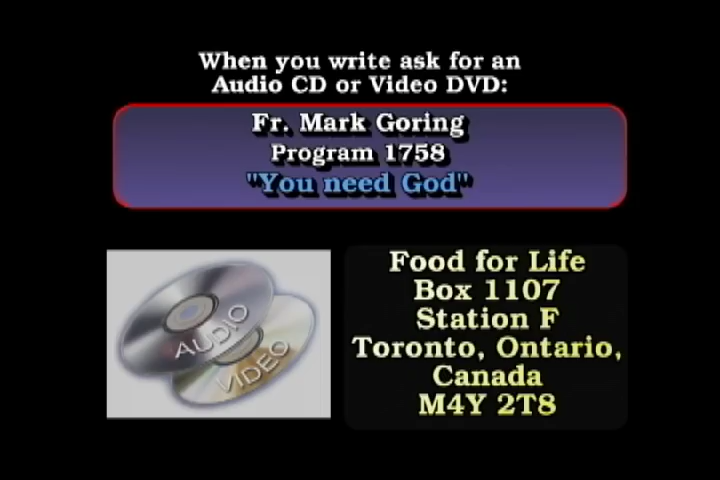 When you write ask for an
Audio CD or Video DVD:
Fr. Mark Goring
Program 1758
"You need God"
AUDIO
VIDEO
Food for Life
Box 1107
Station F
Toronto, Ontario,
Canada
M4Y 2T8